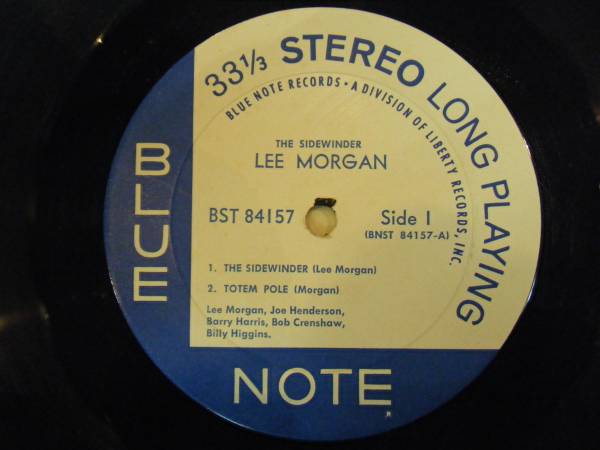 33⅓ STEREO LONG PLAYING
BLUE NOTE RECORDS • A DIVISION OF LIBERTY RECORDS, INC.
THE SIDEWINDER
LEE MORGAN
BST 84157
Side 1
(BNST 84157-A)
1. THE SIDEWINDER (Lee Morgan)
2. TOTEM POLE (Morgan)
Lee Morgan, Joe Henderson,
Barry Harris, Bob Crenshaw,
Billy Higgins.
BLUE
NOTE
R